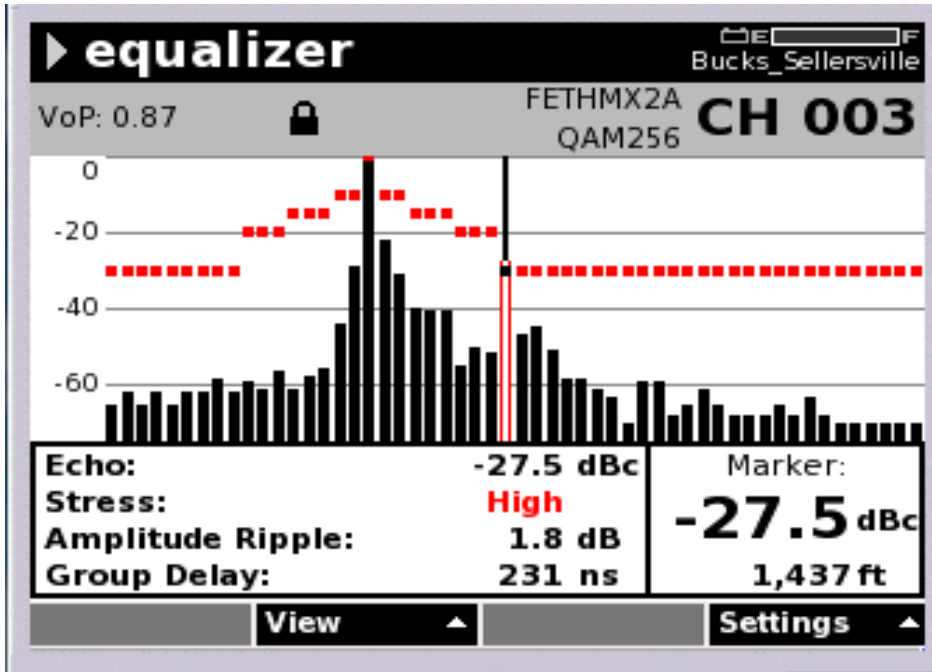 equalizer
E F
Bucks_Sellersville
VoP: 0.87
FETHMX2A
QAM256
CH 003
0
-20
-40
-60
Echo: -27.5 dBc
Stress: High
Amplitude Ripple: 1.8 dB
Group Delay: 231 ns
Marker:
-27.5 dBc
1,437 ft
View
Settings